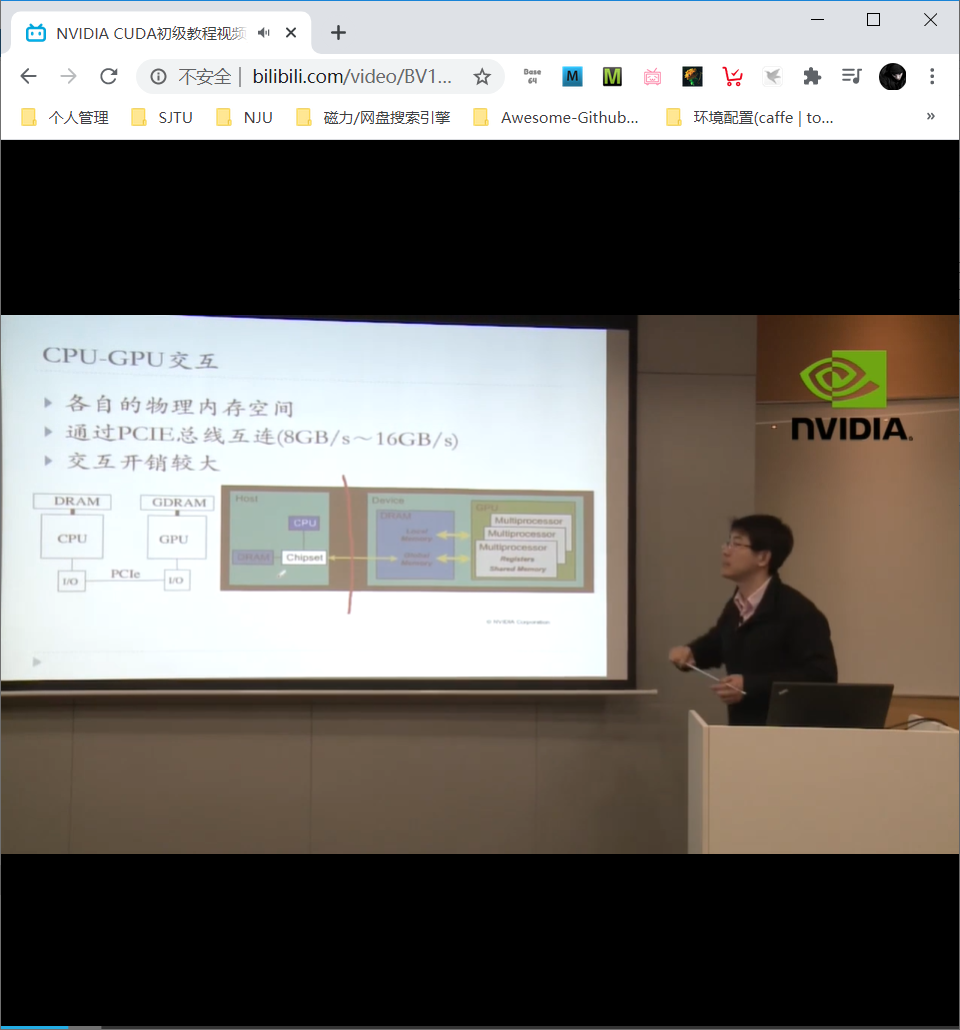 NVIDIA CUDA初级教程视频
不安全 | bilibili.com/video/BV1...
Base
64
M
M
个人管理
SJTU
NJU
磁力/网盘搜索引擎
Awesome-Github...
环境配置(caffe | to...
»
CPU-GPU交互
各自的物理内存空间
通过PCIE总线互连(8GB/s~16GB/s)
交互开销较大
DRAM
GDRAM
CPU
GPU
I/O
PCIe
I/O
Host
CPU
DRAM
Chipset
Device
DRAM
Local
Memory
Global
Memory
GPU
Multiprocessor
Multiprocessor
Multiprocessor
Registers
Shared Memory
© NVIDIA Corporation
NVIDIA.